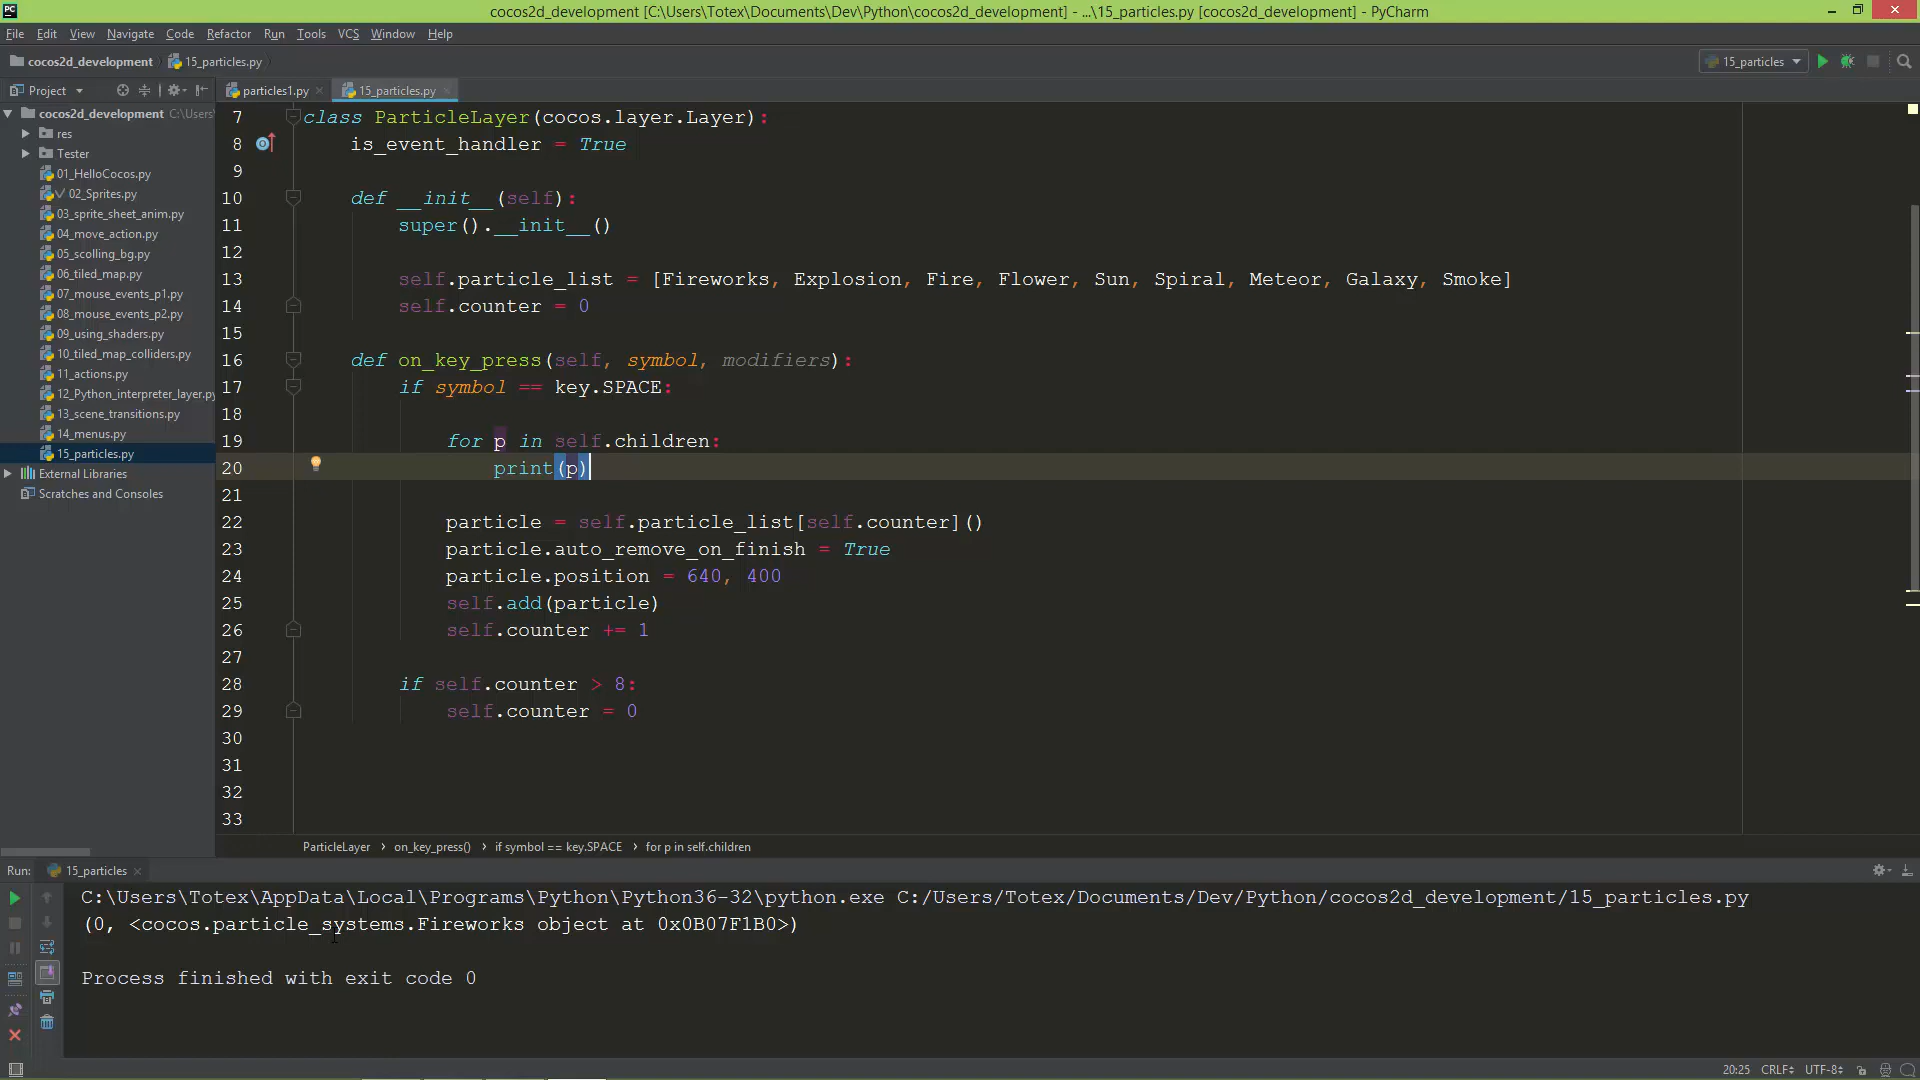 cocos2d_development [C:\Users\Totex\Documents\Dev\Python\cocos2d_development] - ...\15_particles.py [cocos2d_development] - PyCharm
File Edit View Navigate Code Refactor Run Tools VCS Window Help
cocos2d_development 15_particles.py
15_particles
Project
particles1.py 15_particles.py
cocos2d_development C:\Users
res
Tester
01_HelloCocos.py
02_Sprites.py
03_sprite_sheet_anim.py
04_move_action.py
05_scolling_bg.py
06_tiled_map.py
07_mouse_events_p1.py
08_mouse_events_p2.py
09_using_shaders.py
10_tiled_map_colliders.py
11_actions.py
12_Python_interpreter_layer.py
13_scene_transitions.py
14_menus.py
15_particles.py
External Libraries
Scratches and Consoles
7 class ParticleLayer(cocos.layer.Layer):
8 is_event_handler = True
9
10 def __init__(self):
11 super().__init__()
12
13 self.particle_list = [Fireworks, Explosion, Fire, Flower, Sun, Spiral, Meteor, Galaxy, Smoke]
14 self.counter = 0
15
16 def on_key_press(self, symbol, modifiers):
17 if symbol == key.SPACE:
18
19 for p in self.children:
20 print(p)
21
22 particle = self.particle_list[self.counter]()
23 particle.auto_remove_on_finish = True
24 particle.position = 640, 400
25 self.add(particle)
26 self.counter += 1
27
28 if self.counter > 8:
29 self.counter = 0
30
31
32
33
ParticleLayer › on_key_press() › if symbol == key.SPACE › for p in self.children
Run: 15_particles
C:\Users\Totex\AppData\Local\Programs\Python\Python36-32\python.exe C:/Users/Totex/Documents/Dev/Python/cocos2d_development/15_particles.py
(0, <cocos.particle_systems.Fireworks object at 0x0B07F1B0>)
Process finished with exit code 0
20:25 CRLF UTF-8